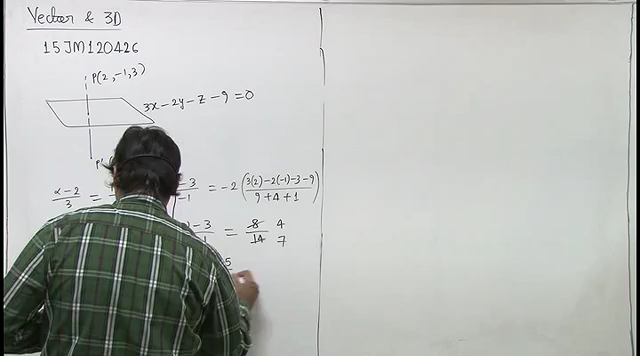 Vector & 3D
15JM120426
P(2,-1,3)
3x-2y-z-9=0
P'
α-2/3 = -3/-1 = -2 (3(2)-2(-1)-3-9/9+4+1)
-3 = 8/14 4/7
5